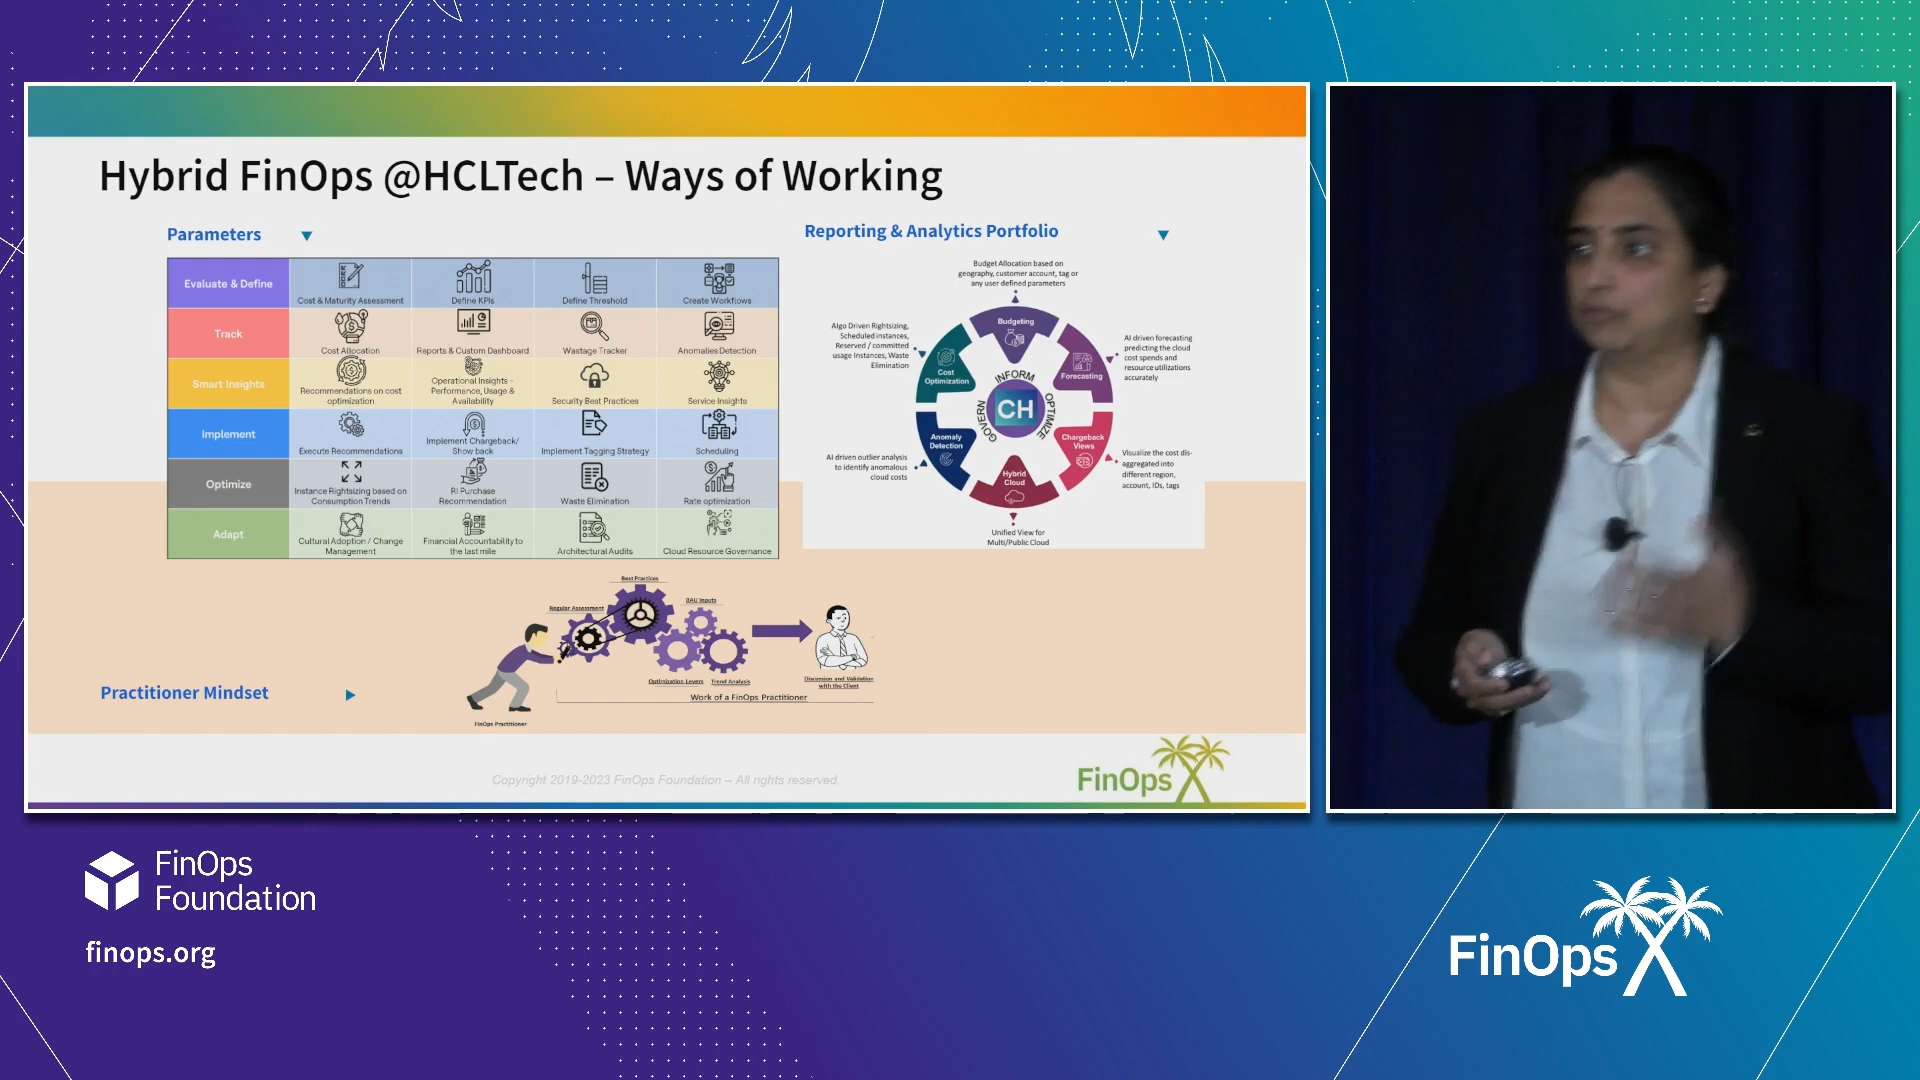 Hybrid FinOps @HCLTech – Ways of Working
Parameters
Evaluate & Define
Cost & Maturity Assessment
Define KPIs
Define Threshold
Create Workflows
Track
Cost Allocation
Reports & Custom Dashboard
Wastage Tracker
Anomalies Detection
Smart Insights
Recommendations on cost
optimization
Operational Insights -
Performance, Usage &
Availability
Security Best Practices
Service Insights
Implement
Execute Recommendations
Implement Chargeback/
Show back
Implement Tagging Strategy
Scheduling
Optimize
Instance Rightsizing based on
Consumption Trends
RI Purchase
Recommendation
Waste Elimination
Rate optimization
Adapt
Cultural Adoption / Change
Management
Financial Accountability to
the last mile
Architectural Audits
Cloud Resource Governance
Reporting & Analytics Portfolio
Budget Allocation based on
geography, customer account, tag or
any user defined parameters
Budgeting
Algo Driven Rightsizing,
Scheduled instances,
Reserved / committed
usage Instances, Waste
Elimination
Cost
Optimization
AI driven forecasting
predicting the cloud
cost spends and
resource utilizations
accurately
Forecasting
INFORM
OPTIMIZE
GOVERN
CH
Anomaly
Detection
AI driven outlier analysis
to identify anomalous
cloud costs
Chargeback
Views
Visualize the cost dis-
aggregated into
different region,
account, IDs, tags
Hybrid
Cloud
Unified View for
Multi/Public Cloud
Practitioner Mindset
Best Practices
Regular Assessment
BAU Inputs
Optimization Levers
Trend Analysis
Discussion and Validation
with the Client
Work of a FinOps Practitioner
FinOps Practitioner
Copyright 2019-2023 FinOps Foundation – All rights reserved.
FinOps X
FinOps
Foundation
finops.org
FinOps X